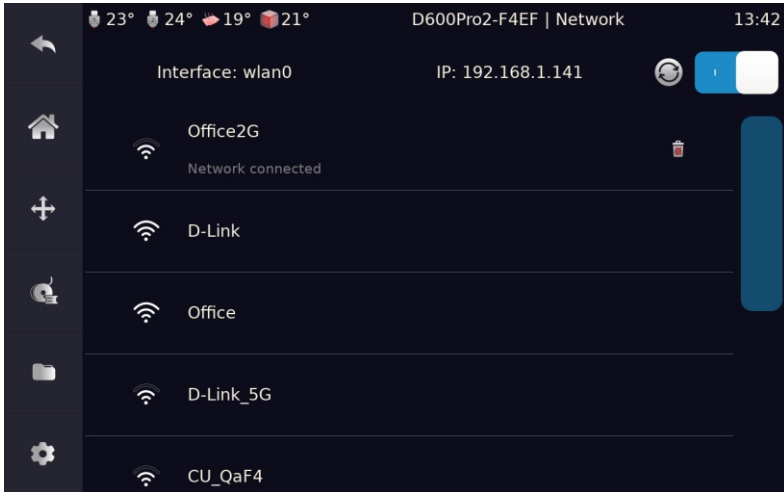 23° 24° 19° 21° D600Pro2-F4EF | Network 13:42
Interface: wlan0 IP: 192.168.1.141
Office2G
Network connected
D-Link
Office
D-Link_5G
CU_QaF4